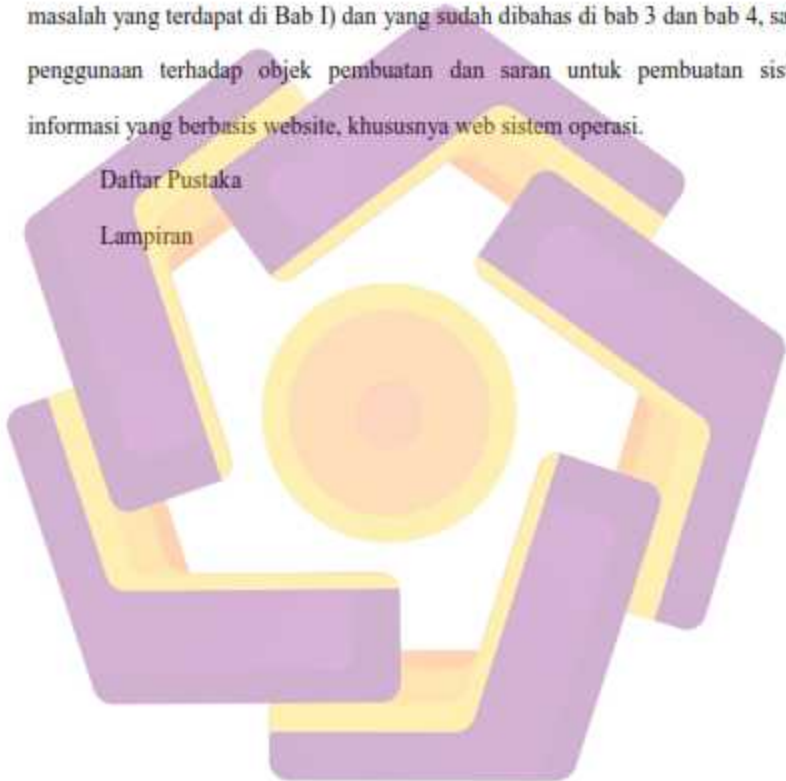 masalah yang terdapat di Bab I) dan yang sudah dibahas di bab 3 dan bab 4, sa
penggunaan terhadap objek pembuatan dan saran untuk pembuatan sis
informasi yang berbasis website, khususnya web sistem operasi.
Daftar Pustaka
Lampiran